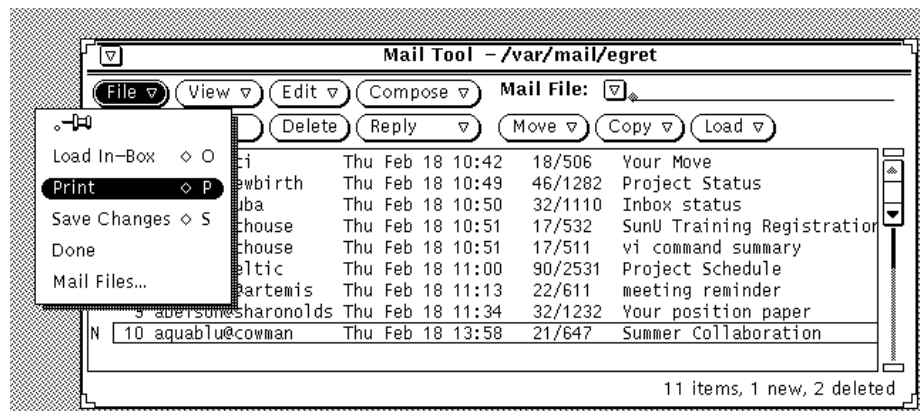 Mail Tool – /var/mail/egret
File View Edit Compose Mail File:
Delete Reply Move Copy Load
Load In–Box ◇ O
Print ◇ P
Save Changes ◇ S
Done
Mail Files...
Thu Feb 18 10:42 18/506 Your Move
Thu Feb 18 10:49 46/1282 Project Status
Thu Feb 18 10:50 32/1110 Inbox status
Thu Feb 18 10:51 17/532 SunU Training Registration
Thu Feb 18 10:51 17/511 vi command summary
Thu Feb 18 11:00 90/2531 Project Schedule
Thu Feb 18 11:13 22/611 meeting reminder
Thu Feb 18 11:34 32/1232 Your position paper
N 10 aquablu@cowman Thu Feb 18 13:58 21/647 Summer Collaboration
11 items, 1 new, 2 deleted